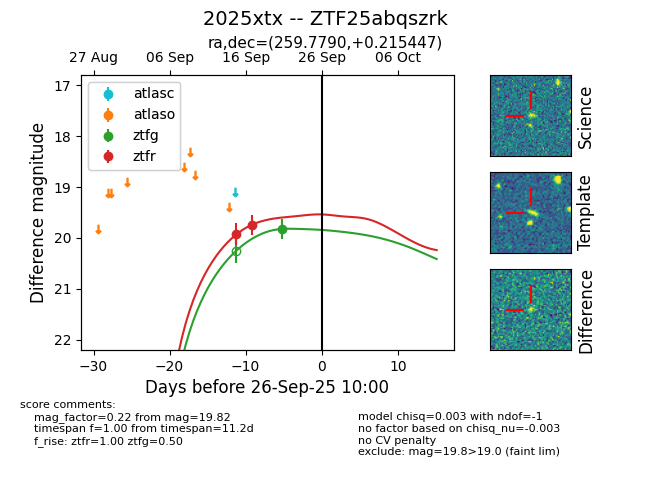 2025xtx -- ZTF25abqszrk
ra,dec=(259.7790,+0.215447)
27 Aug 06 Sep 16 Sep 26 Sep 06 Oct
17
18
19
20
21
22
Difference magnitude
atlasc
atlaso
ztfg
ztfr
−30 −20 −10 0 10
Days before 26-Sep-25 10:00
Science
Template
Difference
score comments:
mag_factor=0.22 from mag=19.82
timespan f=1.00 from timespan=11.2d
f_rise: ztfr=1.00 ztfg=0.50
model chisq=0.003 with ndof=-1
no factor based on chisq_nu=-0.003
no CV penalty
exclude: mag=19.8>19.0 (faint lim)